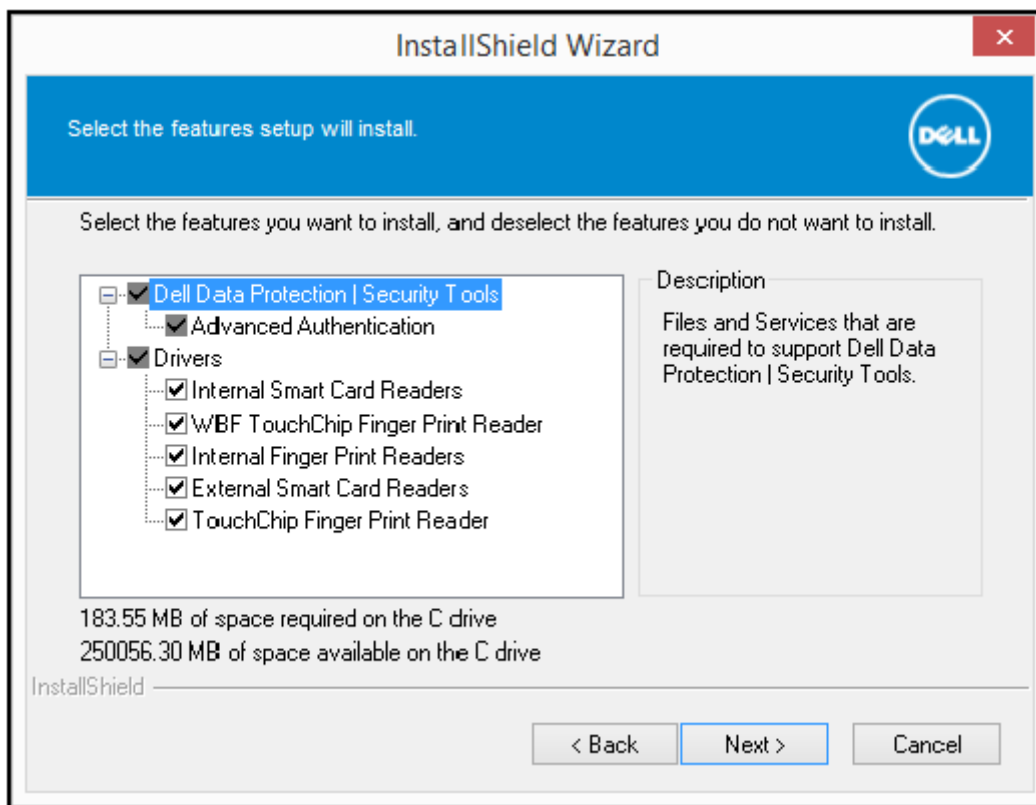 InstallShield Wizard
Select the features setup will install.
DELL
Select the features you want to install, and deselect the features you do not want to install.
Dell Data Protection | Security Tools
Advanced Authentication
Drivers
Internal Smart Card Readers
WBF TouchChip Finger Print Reader
Internal Finger Print Readers
External Smart Card Readers
TouchChip Finger Print Reader
Description
Files and Services that are
required to support Dell Data
Protection | Security Tools.
183.55 MB of space required on the C drive
250056.30 MB of space available on the C drive
InstallShield
< Back
Next >
Cancel